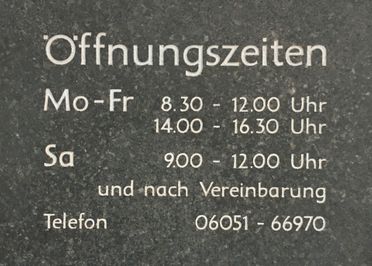 Öffnungszeiten
Mo-Fr 8.30 - 12.00 Uhr
14.00 - 16.30 Uhr
Sa 9.00 - 12.00 Uhr
und nach Vereinbarung
Telefon 06051 - 66970